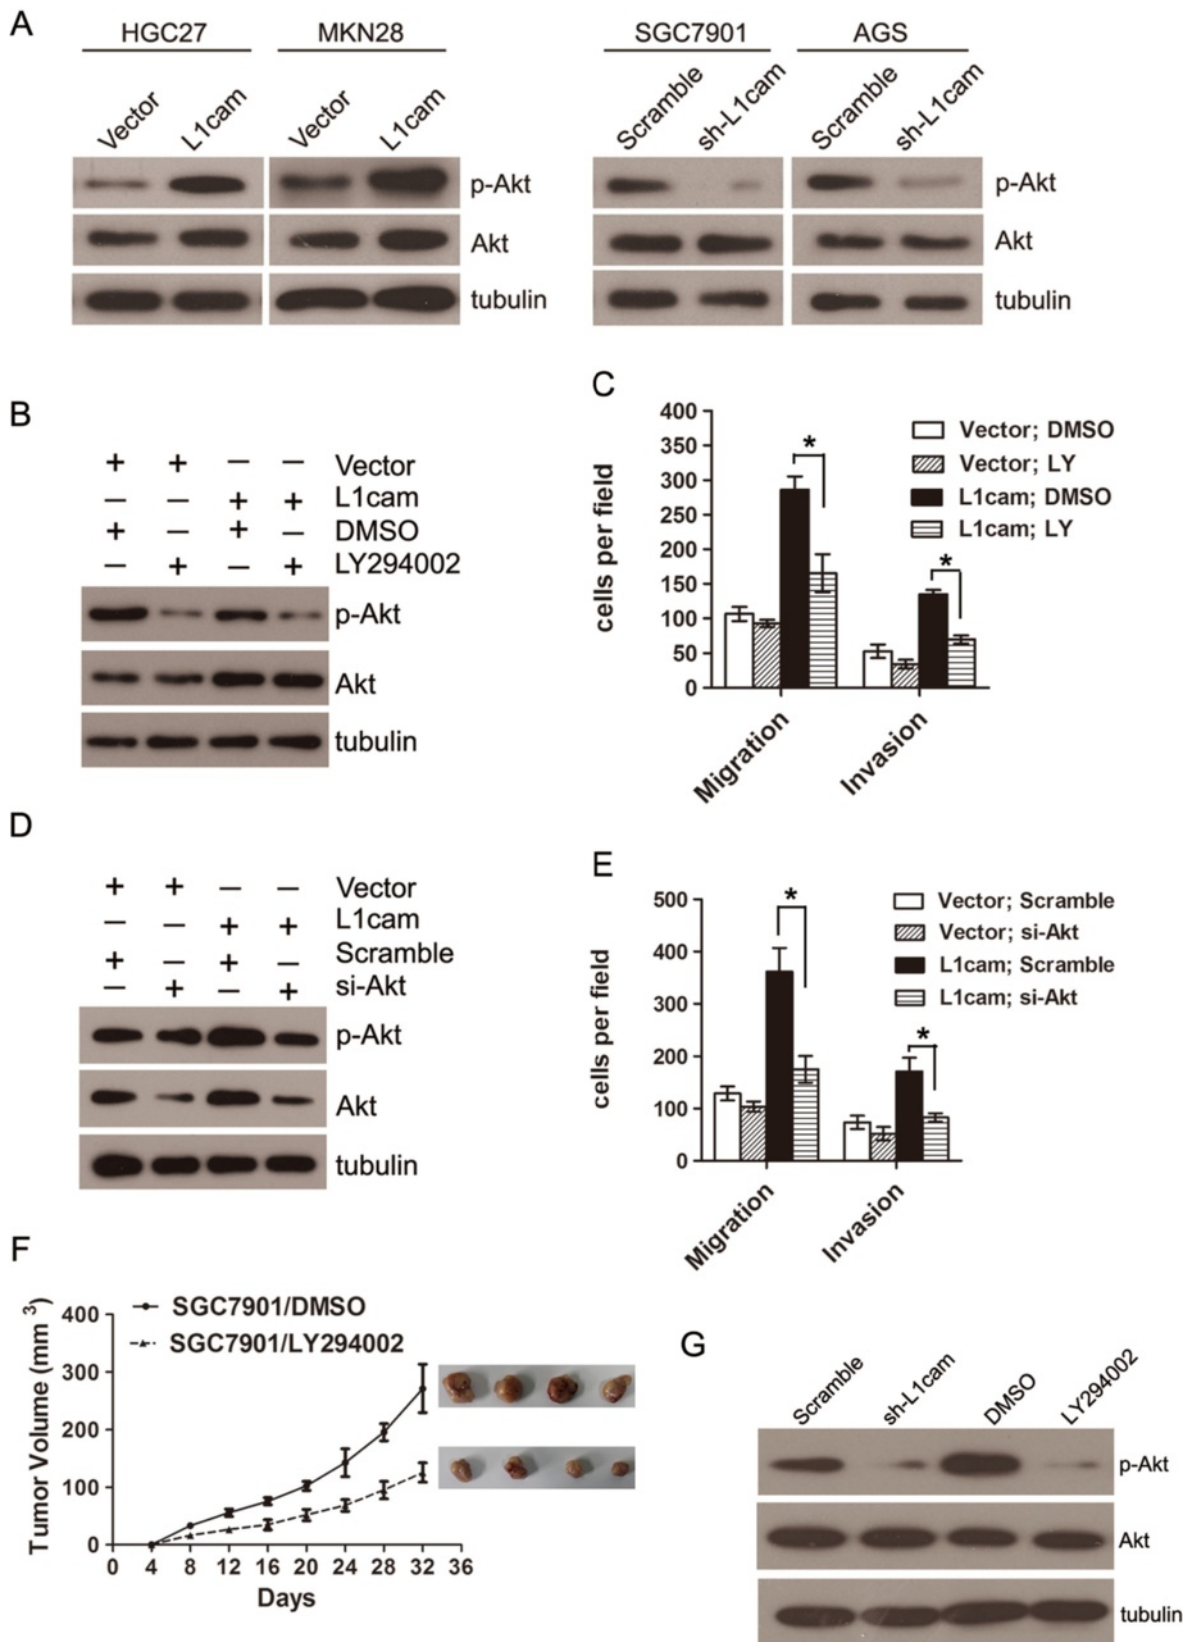 A
HGC27 MKN28 SGC7901 AGS
Vector L1cam Vector L1cam Scramble sh-L1cam Scramble sh-L1cam
p-Akt p-Akt
Akt Akt
tubulin tubulin
B
+ + – – Vector
– – + + L1cam
+ – + – DMSO
– + – + LY294002
p-Akt
Akt
tubulin
C
cells per field
400
350
300
250
200
150
100
50
0
* *
Vector; DMSO
Vector; LY
L1cam; DMSO
L1cam; LY
Migration Invasion
D
+ + – – Vector
– – + + L1cam
+ – + – Scramble
– + – + si-Akt
p-Akt
Akt
tubulin
E
cells per field
500
400
300
200
100
0
* *
Vector; Scramble
Vector; si-Akt
L1cam; Scramble
L1cam; si-Akt
Migration Invasion
F
Tumor Volume (mm³)
400
300
200
100
0
SGC7901/DMSO
SGC7901/LY294002
0 4 8 12 16 20 24 28 32 36
Days
G
Scramble sh-L1cam DMSO LY294002
p-Akt
Akt
tubulin